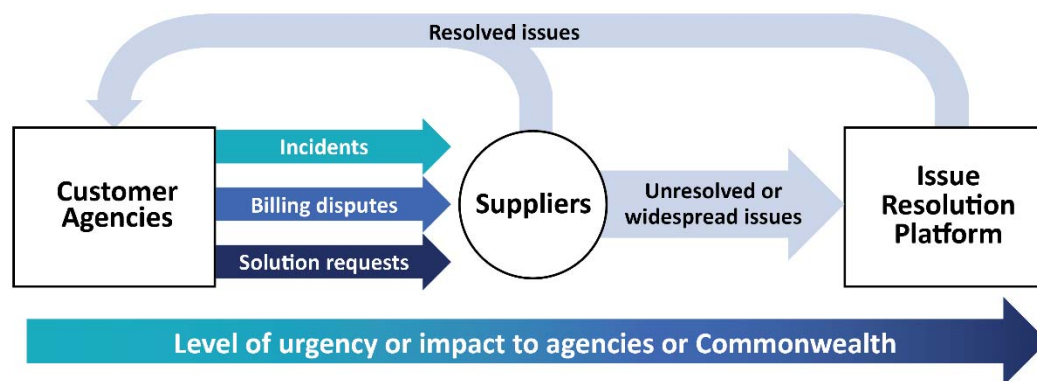 Resolved issues
Customer
Agencies
Incidents
Billing disputes
Solution requests
Suppliers
Unresolved or
widespread issues
Issue
Resolution
Platform
Level of urgency or impact to agencies or Commonwealth